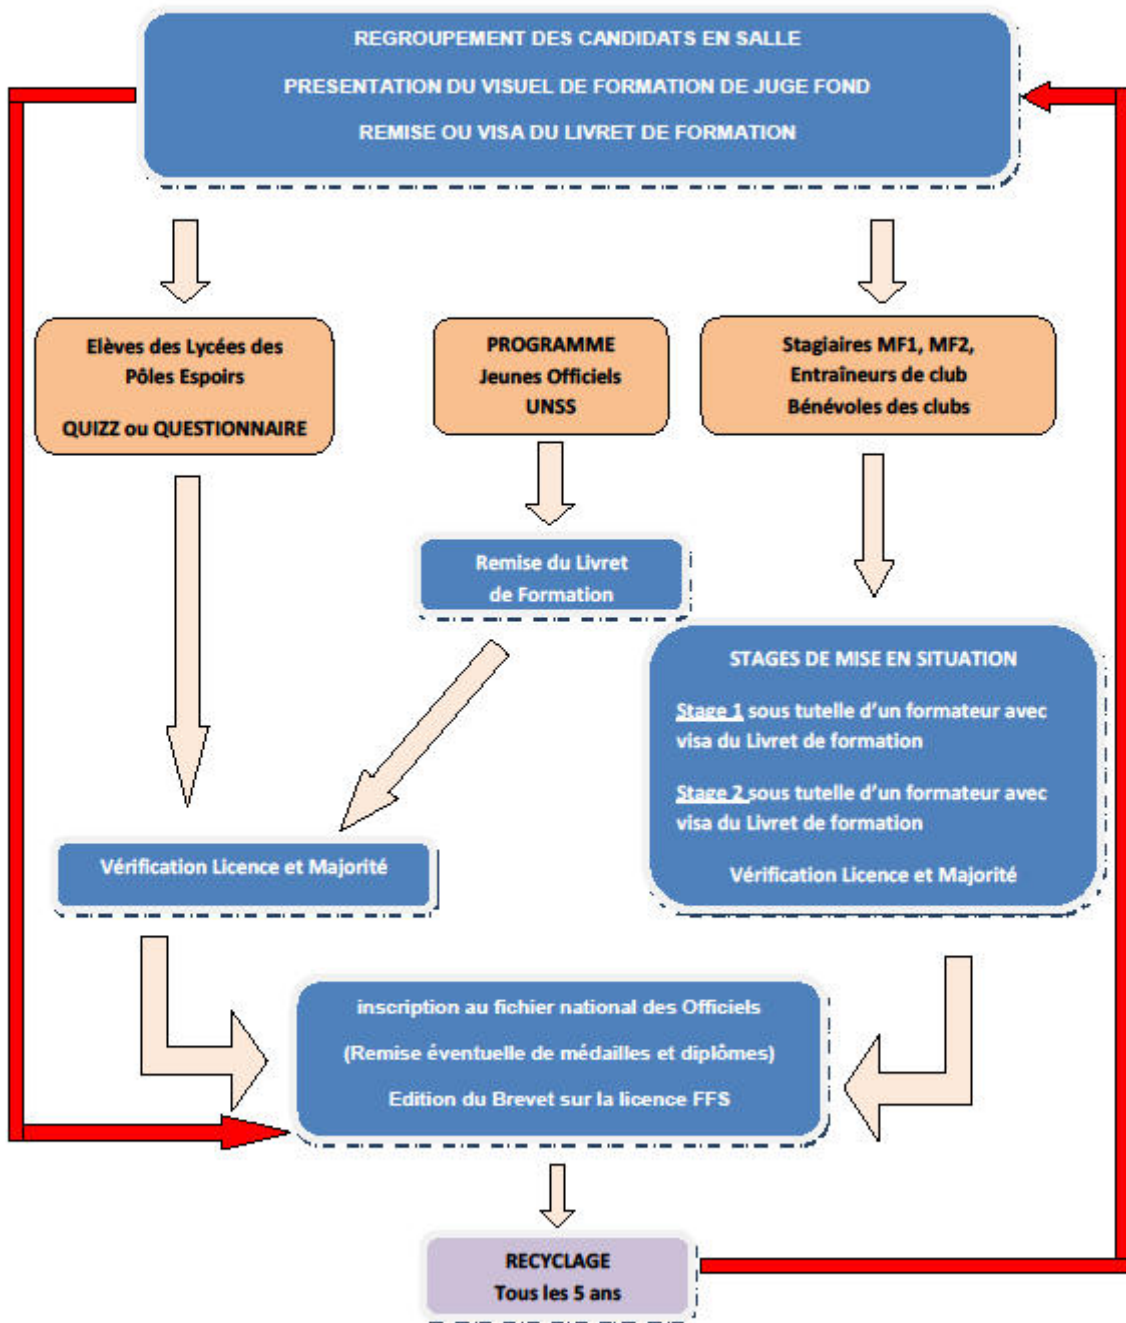 REGROUPEMENT DES CANDIDATS EN SALLE
PRESENTATION DU VISUEL DE FORMATION DE JUGE FOND
REMISE OU VISA DU LIVRET DE FORMATION
Elèves des Lycées des
Pôles Espoirs
QUIZZ ou QUESTIONNAIRE
PROGRAMME
Jeunes Officiels
UNSS
Stagiaires MF1, MF2,
Entraîneurs de club
Bénévoles des clubs
Remise du Livret
de Formation
STAGES DE MISE EN SITUATION
Stage 1 sous tutelle d'un formateur avec
visa du Livret de formation
Stage 2 sous tutelle d'un formateur avec
visa du Livret de formation
Vérification Licence et Majorité
Vérification Licence et Majorité
inscription au fichier national des Officiels
(Remise éventuelle de médailles et diplômes)
Edition du Brevet sur la licence FFS
RECYCLAGE
Tous les 5 ans